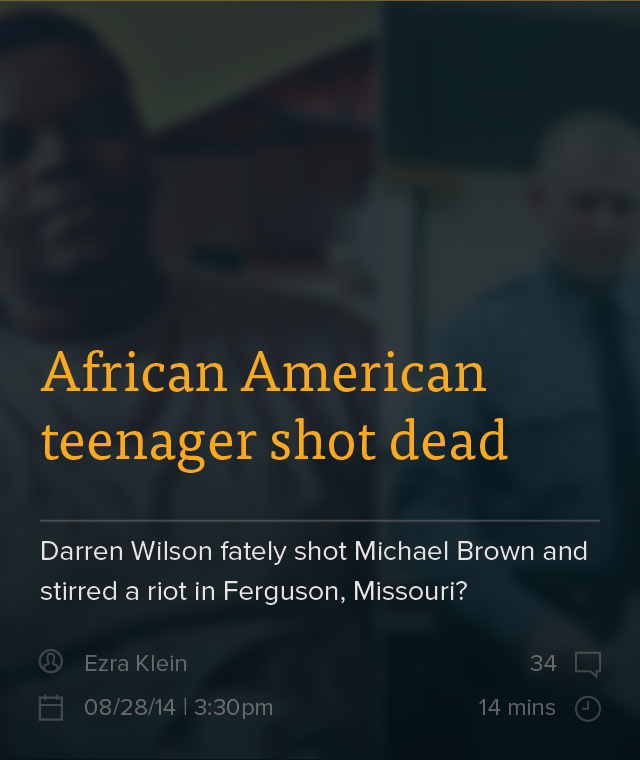 African American
teenager shot dead
Darren Wilson fately shot Michael Brown and
stirred a riot in Ferguson, Missouri?
Ezra Klein
34
08/28/14 | 3:30pm
14 mins